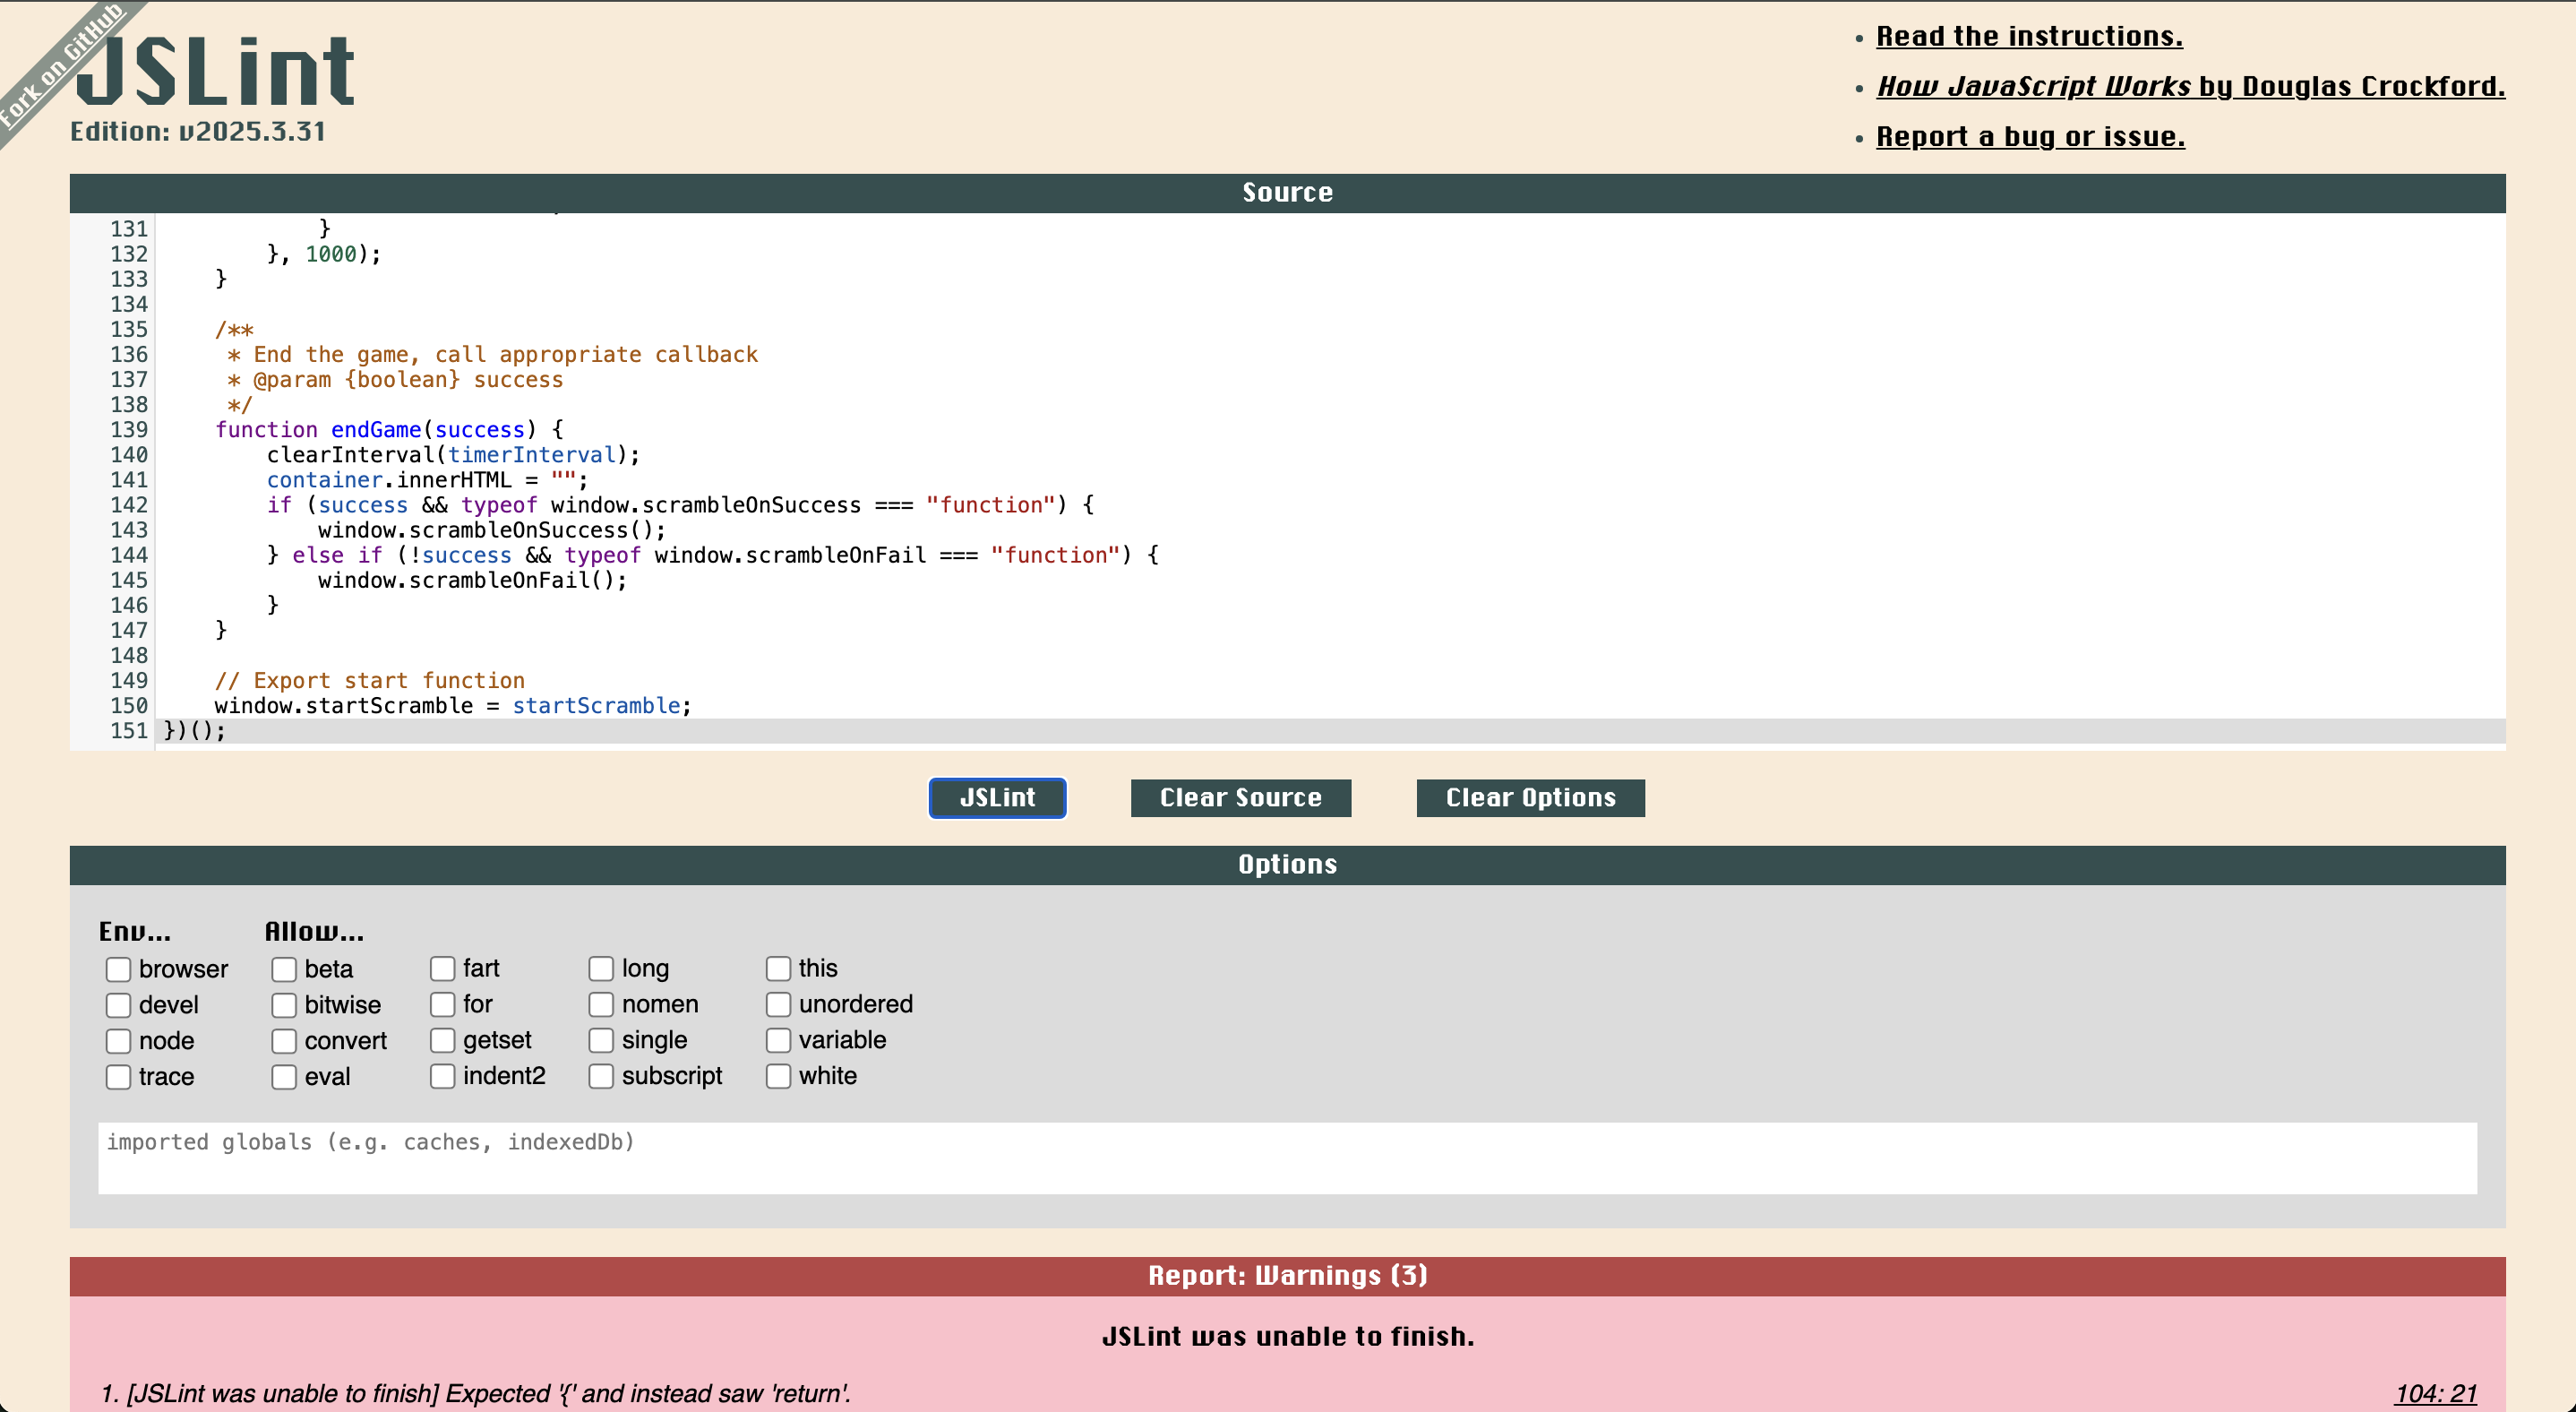 Fork on GitHub
JSLint
Edition: v2025.3.31
• Read the instructions.
• How JavaScript Works by Douglas Crockford.
• Report a bug or issue.
Source
131             }
132         }, 1000);
133     }
134
135     /**
136      * End the game, call appropriate callback
137      * @param {boolean} success
138      */
139     function endGame(success) {
140         clearInterval(timerInterval);
141         container.innerHTML = "";
142         if (success && typeof window.scrambleOnSuccess === "function") {
143             window.scrambleOnSuccess();
144         } else if (!success && typeof window.scrambleOnFail === "function") {
145             window.scrambleOnFail();
146         }
147     }
148
149     // Export start function
150     window.startScramble = startScramble;
151 })();
JSLint Clear Source Clear Options
Options
Env... Allow...
browser beta fart long this
devel bitwise for nomen unordered
node convert getset single variable
trace eval indent2 subscript white
imported globals (e.g. caches, indexedDb)
Report: Warnings (3)
JSLint was unable to finish.
1. [JSLint was unable to finish] Expected '{' and instead saw 'return'. 104: 21